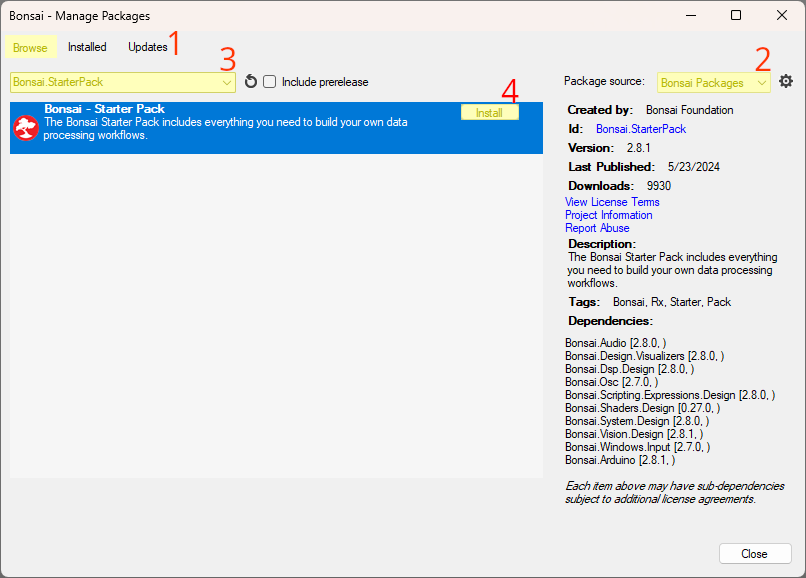 Bonsai - Manage Packages
Browse Installed Updates 1
3 2
Bonsai.StarterPack Include prerelease Package source: Bonsai Packages
4
Bonsai - Starter Pack Install
The Bonsai Starter Pack includes everything you need to build your own data
processing workflows.
Created by: Bonsai Foundation
Id: Bonsai.StarterPack
Version: 2.8.1
Last Published: 5/23/2024
Downloads: 9930
View License Terms
Project Information
Report Abuse
Description:
The Bonsai Starter Pack includes everything
you need to build your own data processing
workflows.
Tags: Bonsai, Rx, Starter, Pack
Dependencies:
Bonsai.Audio [2.8.0, )
Bonsai.Design.Visualizers [2.8.0, )
Bonsai.Dsp.Design [2.8.0, )
Bonsai.Osc [2.7.0, )
Bonsai.Scripting.Expressions.Design [2.8.0, )
Bonsai.Shaders.Design [0.27.0, )
Bonsai.System.Design [2.8.0, )
Bonsai.Vision.Design [2.8.1, )
Bonsai.Windows.Input [2.7.0, )
Bonsai.Arduino [2.8.1, )
Each item above may have sub-dependencies
subject to additional license agreements.
Close